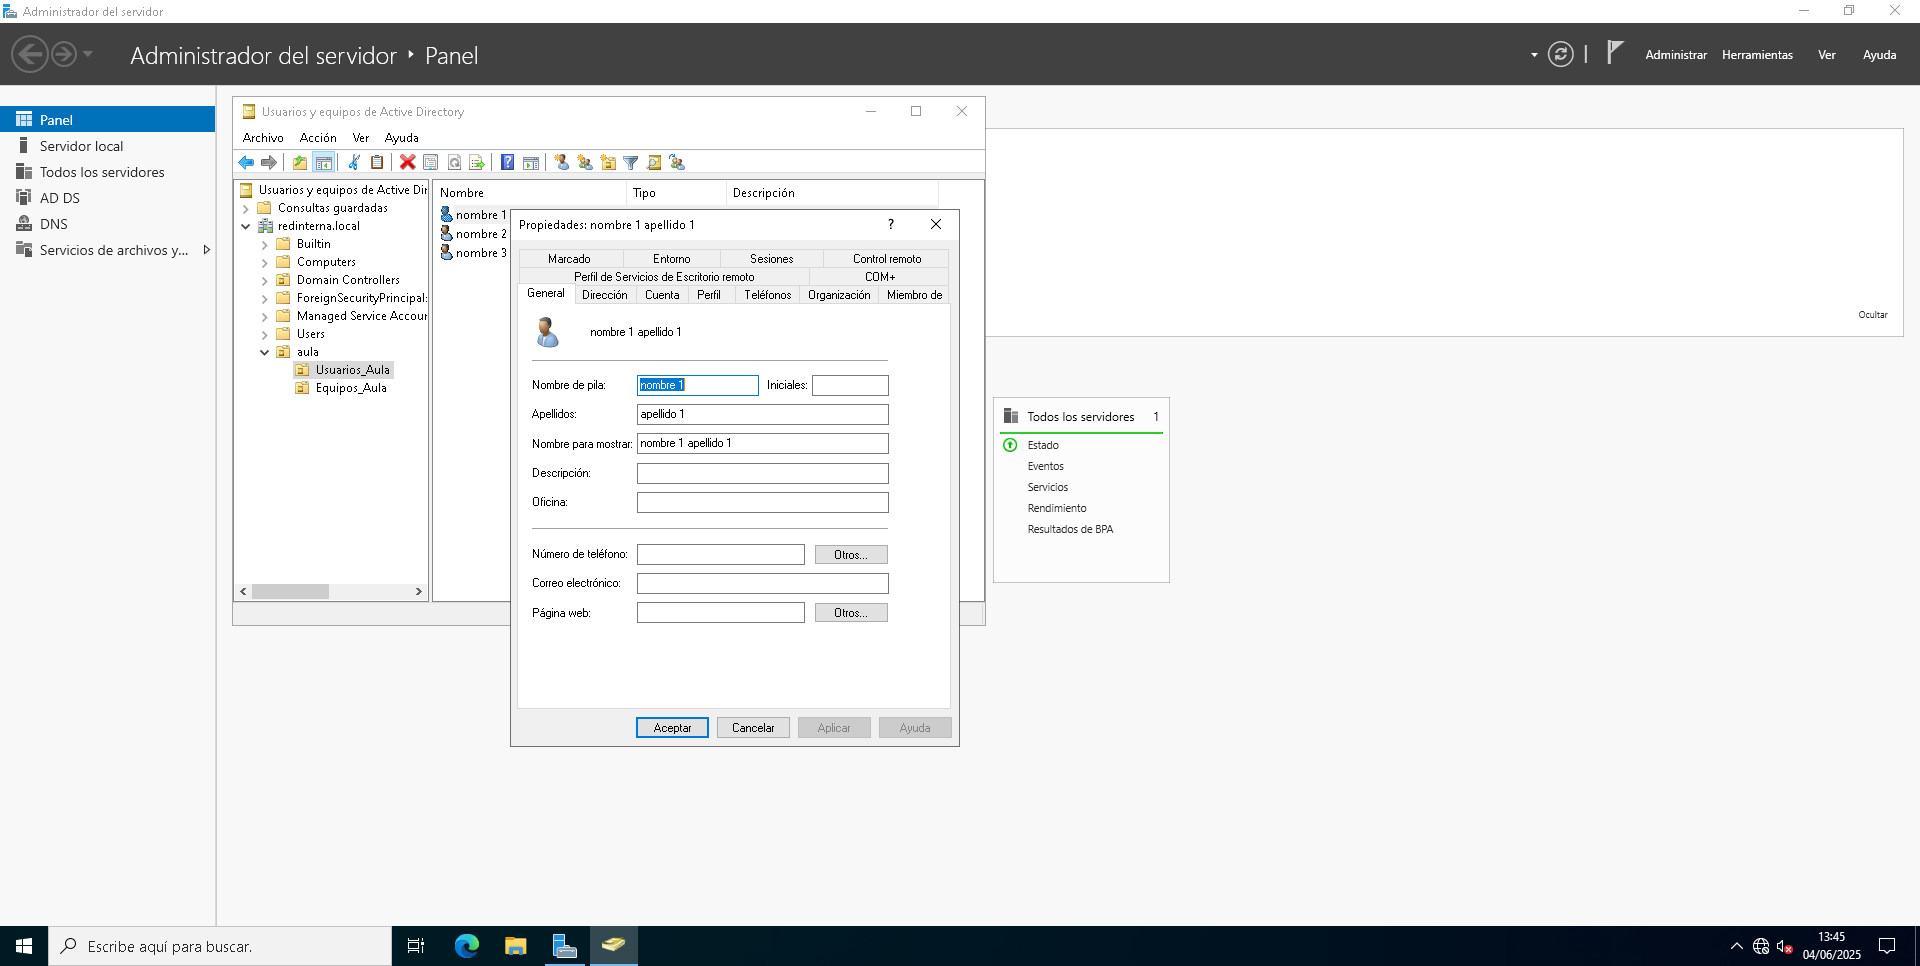 Administrador del servidor
Administrador del servidor ‣ Panel
Administrar Herramientas Ver Ayuda
Panel
Servidor local
Todos los servidores
AD DS
DNS
Servicios de archivos y...
Usuarios y equipos de Active Directory
Archivo Acción Ver Ayuda
Usuarios y equipos de Active Dir
Consultas guardadas
redinterna.local
Builtin
Computers
Domain Controllers
ForeignSecurityPrincipal:
Managed Service Accour
Users
aula
Usuarios_Aula
Equipos_Aula
Nombre Tipo Descripción
nombre 1
nombre 2
nombre 3
Propiedades: nombre 1 apellido 1
?
Marcado Entorno Sesiones Control remoto
Perfil de Servicios de Escritorio remoto COM+
General Dirección Cuenta Perfil Teléfonos Organización Miembro de
nombre 1 apellido 1
Nombre de pila: nombre 1 Iniciales:
Apellidos: apellido 1
Nombre para mostrar: nombre 1 apellido 1
Descripción:
Oficina:
Número de teléfono: Otros...
Correo electrónico:
Página web: Otros...
Aceptar Cancelar Aplicar Ayuda
Ocultar
Todos los servidores 1
Estado
Eventos
Servicios
Rendimiento
Resultados de BPA
Escribe aquí para buscar.
13:45
04/06/2025